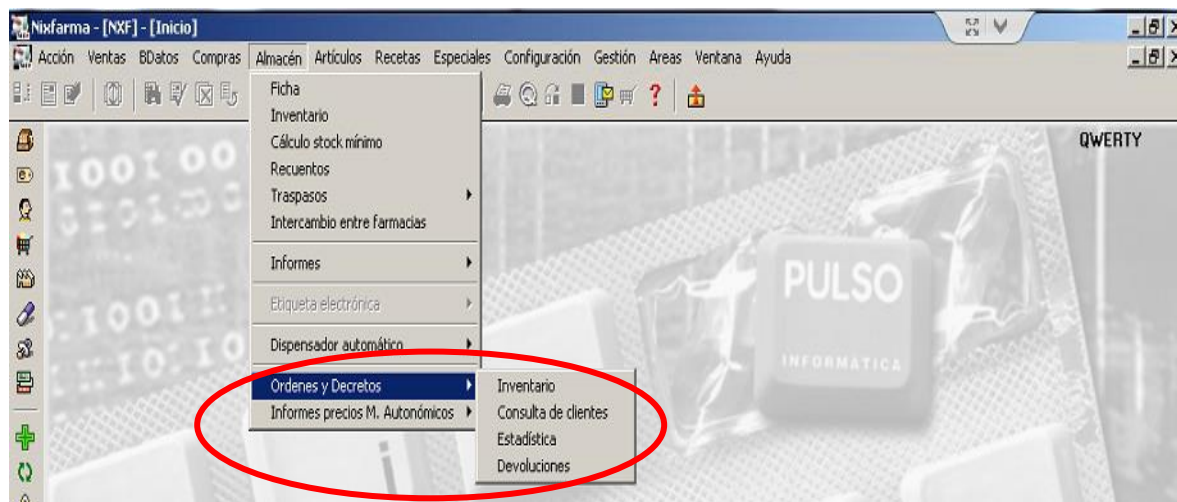 Nixfarma - [NXF] - [Inicio]
Acción Ventas BDatos Compras Almacén Artículos Recetas Especiales Configuración Gestión Areas Ventana Ayuda
Ficha
Inventario
Cálculo stock mínimo
Recuentos
Traspasos
Intercambio entre farmacias
Informes
Etiqueta electrónica
Dispensador automático
Ordenes y Decretos
Informes precios M. Autonómicos
Inventario
Consulta de clientes
Estadística
Devoluciones
QWERTY
PULSO
INFORMATICA